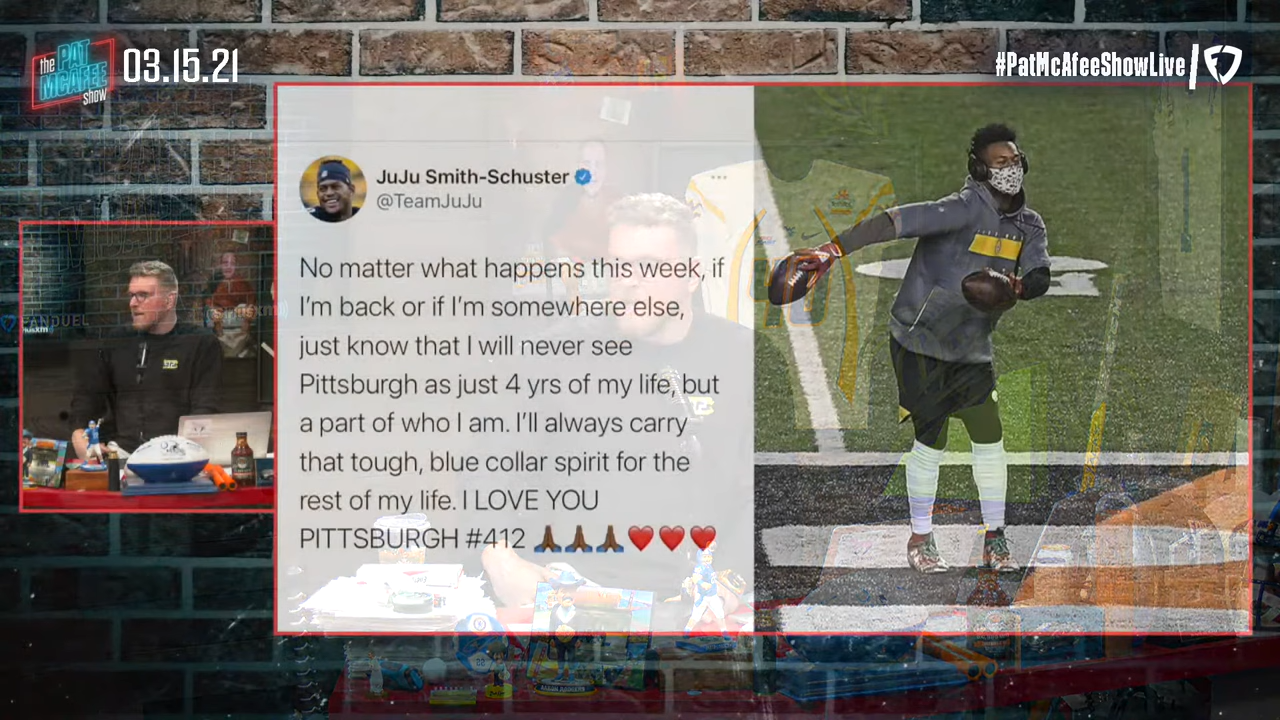 the PAT
MCAFEE
show
03.15.21
#PatMcAfeeShowLive
JuJu Smith-Schuster
@TeamJuJu
No matter what happens this week, if
I'm back or if I'm somewhere else,
just know that I will never see
Pittsburgh as just 4 yrs of my life, but
a part of who I am. I'll always carry
that tough, blue collar spirit for the
rest of my life. I LOVE YOU
PITTSBURGH #412 🙏🏾🙏🏾🙏🏾❤️❤️❤️
FANDUEL